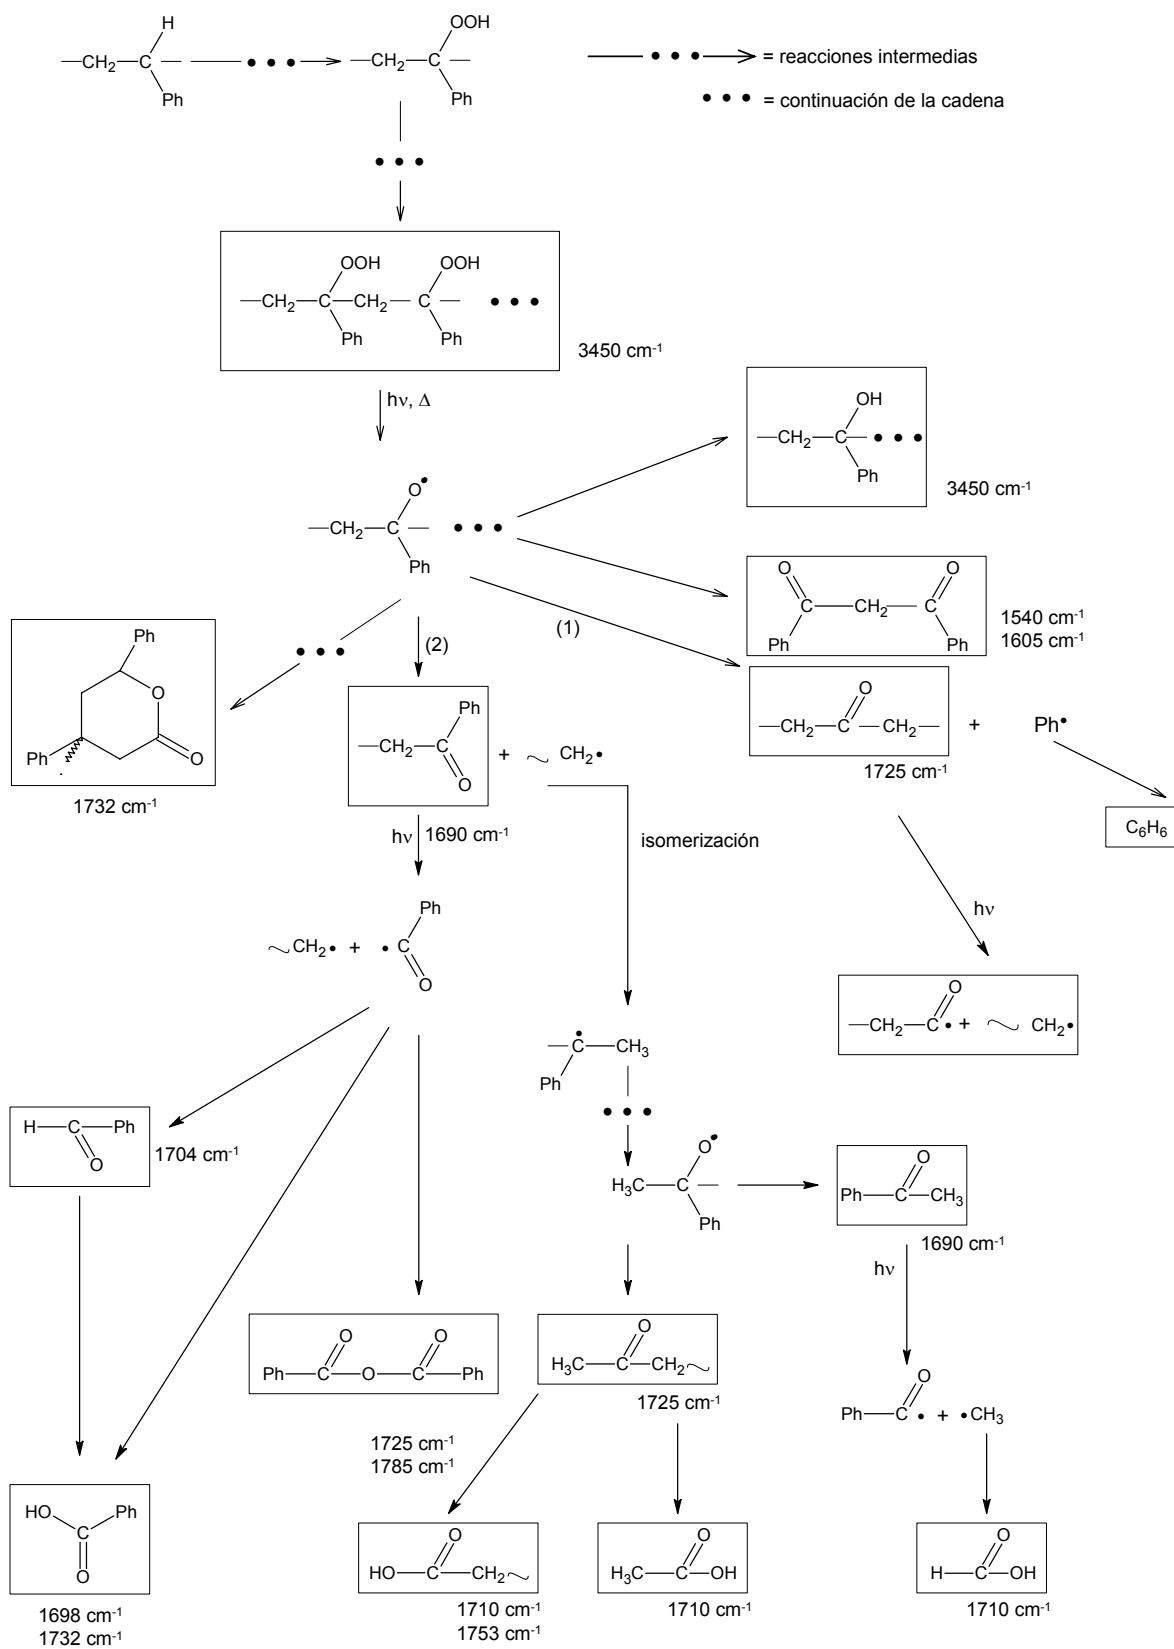 H
OOH
—CH₂—C— — • • • → —CH₂—C—
Ph
Ph
= reacciones intermedias
• • • = continuación de la cadena
• • •
OOH OOH
—CH₂—C—CH₂—C— • • •
Ph Ph
3450 cm⁻¹
hν, Δ
OH
—CH₂—C— • • •
Ph
3450 cm⁻¹
O•
—CH₂—C— • • •
Ph
O O
C—CH₂—C
Ph Ph
1540 cm⁻¹
1605 cm⁻¹
(1)
(2)
• • •
Ph
O
Ph
O
1732 cm⁻¹
Ph
—CH₂—C
O
+ ~CH₂•
1690 cm⁻¹
hν
O
—CH₂—C—CH₂—
1725 cm⁻¹
+ Ph•
C₆H₆
isomerización
hν
Ph
~CH₂• + •C
O
O
—CH₂—C• + ~CH₂•
—C•—CH₃
Ph
• • •
H—C—Ph
O
1704 cm⁻¹
O•
H₃C—C—
Ph
O
Ph—C—CH₃
1690 cm⁻¹
hν
O O
Ph—C—O—C—Ph
1725 cm⁻¹
1785 cm⁻¹
O
H₃C—C—CH₂~
1725 cm⁻¹
O
Ph—C• + •CH₃
HO Ph
C
O
1698 cm⁻¹
1732 cm⁻¹
O
HO—C—CH₂~
1710 cm⁻¹
1753 cm⁻¹
O
H₃C—C—OH
1710 cm⁻¹
O
H—C—OH
1710 cm⁻¹